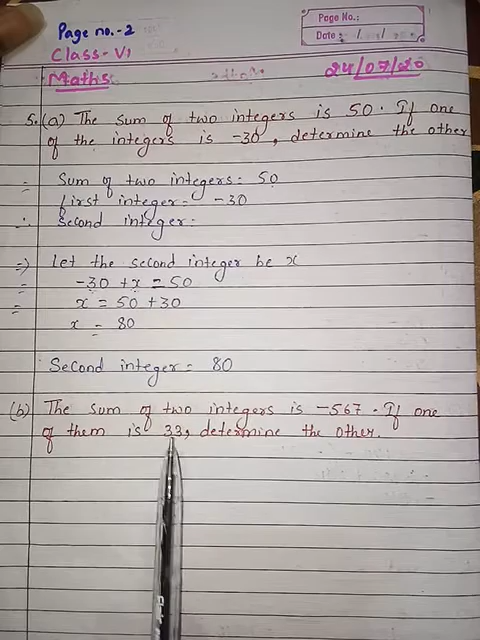 Page No.:
Date: / /
Page no.-2
Class-VI
Maths
24/07/20
5.(a) The sum of two integers is 50. If one
of the integers is -30, determine the other
= Sum of two integers = 50
First integer = -30
∴ Second integer =
=) Let the second integer be x
= -30 + x = 50
= x = 50 + 30
x = 80
Second integer = 80
(b) The sum of two integers is -567. If one
of them is 33, determine the other.